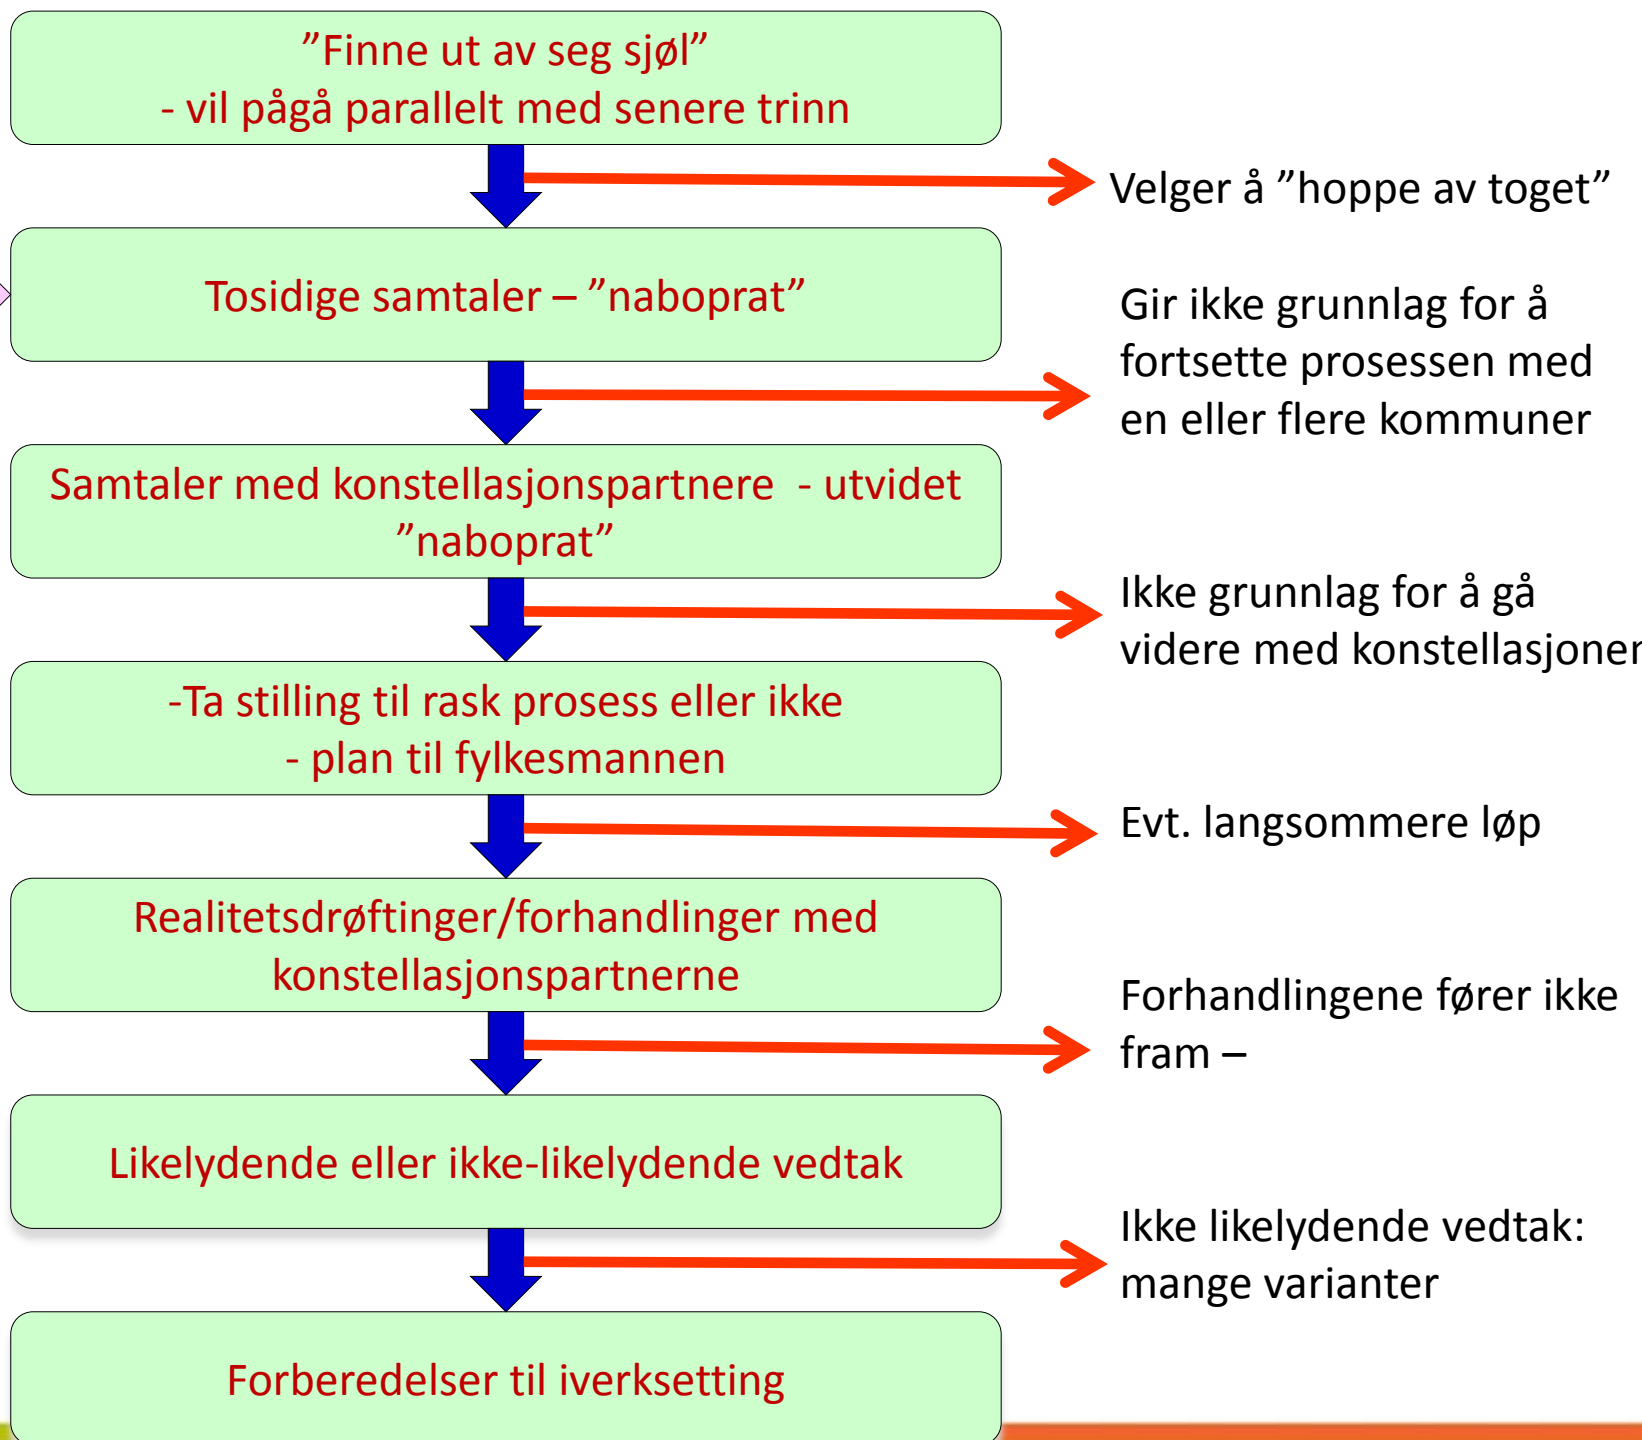 ”Finne ut av seg sjøl”
- vil pågå parallelt med senere trinn
Velger å ”hoppe av toget”
Tosidige samtaler – ”naboprat”
Gir ikke grunnlag for å
fortsette prosessen med
en eller flere kommuner
Samtaler med konstellasjonspartnere - utvidet
”naboprat”
Ikke grunnlag for å gå
videre med konstellasjonen
-Ta stilling til rask prosess eller ikke
- plan til fylkesmannen
Evt. langsommere løp
Realitetsdrøftinger/forhandlinger med
konstellasjonspartnerne
Forhandlingene fører ikke
fram –
Likelydende eller ikke-likelydende vedtak
Ikke likelydende vedtak:
mange varianter
Forberedelser til iverksetting